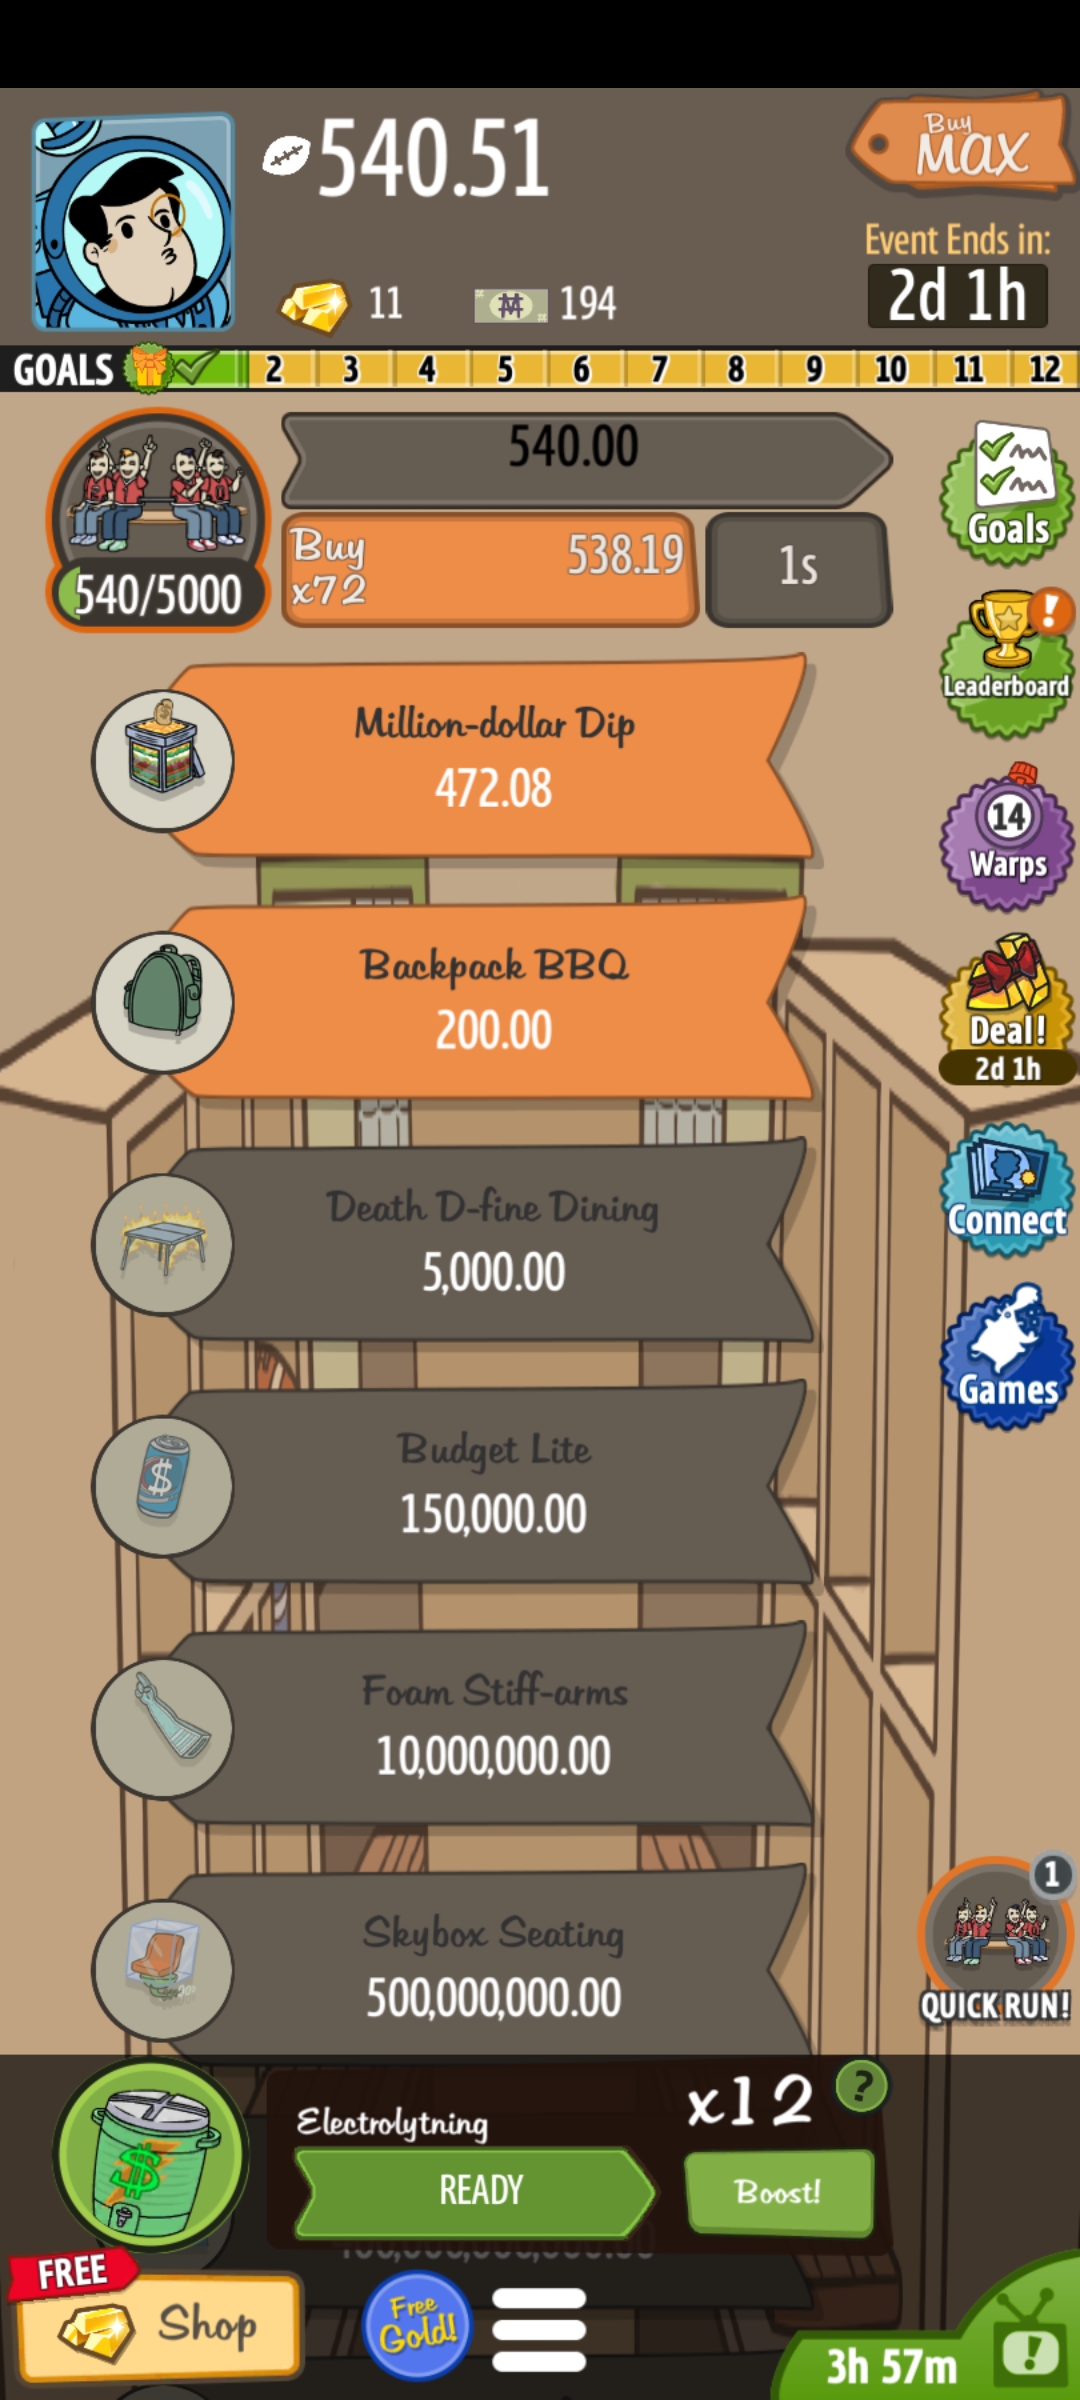 540.51
Buy
MAX
Event Ends in:
2d 1h
11
194
GOALS 2 3 4 5 6 7 8 9 10 11 12
540.00
Buy
x72
538.19
1s
540/5000
Goals
Leaderboard
14
Warps
Deal!
2d 1h
Connect
Games
Million-dollar Dip
472.08
Backpack BBQ
200.00
Death D-fine Dining
5,000.00
Budget Lite
150,000.00
Foam Stiff-arms
10,000,000.00
Skybox Seating
500,000,000.00
1
QUICK RUN!
Electrolytning
x12
?
READY
Boost!
FREE
Shop
Free
Gold!
3h 57m